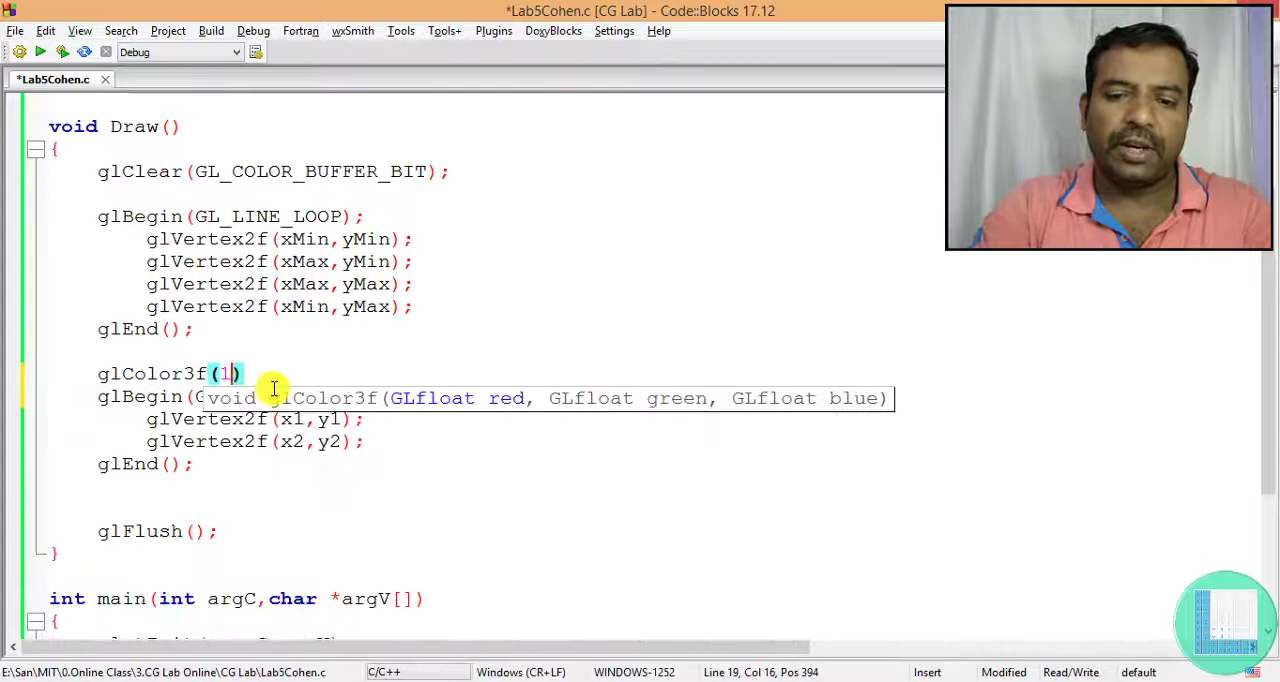 *Lab5Cohen.c [CG Lab] - Code::Blocks 17.12
File Edit View Search Project Build Debug Fortran wxSmith Tools Tools+ Plugins DoxyBlocks Settings Help
Debug
*Lab5Cohen.c
void Draw()
{
glClear(GL_COLOR_BUFFER_BIT);
glBegin(GL_LINE_LOOP);
glVertex2f(xMin,yMin);
glVertex2f(xMax,yMin);
glVertex2f(xMax,yMax);
glVertex2f(xMin,yMax);
glEnd();
glColor3f(1)
glBegin(
void glColor3f(GLfloat red, GLfloat green, GLfloat blue)
glVertex2f(x1,y1);
glVertex2f(x2,y2);
glEnd();
glFlush();
}
int main(int argC,char *argV[])
{
E:\San\MIT\0.Online Class\3.CG Lab Online\CG Lab\Lab5Cohen.c C/C++ Windows (CR+LF) WINDOWS-1252 Line 19, Col 16, Pos 394 Insert Modified Read/Write default